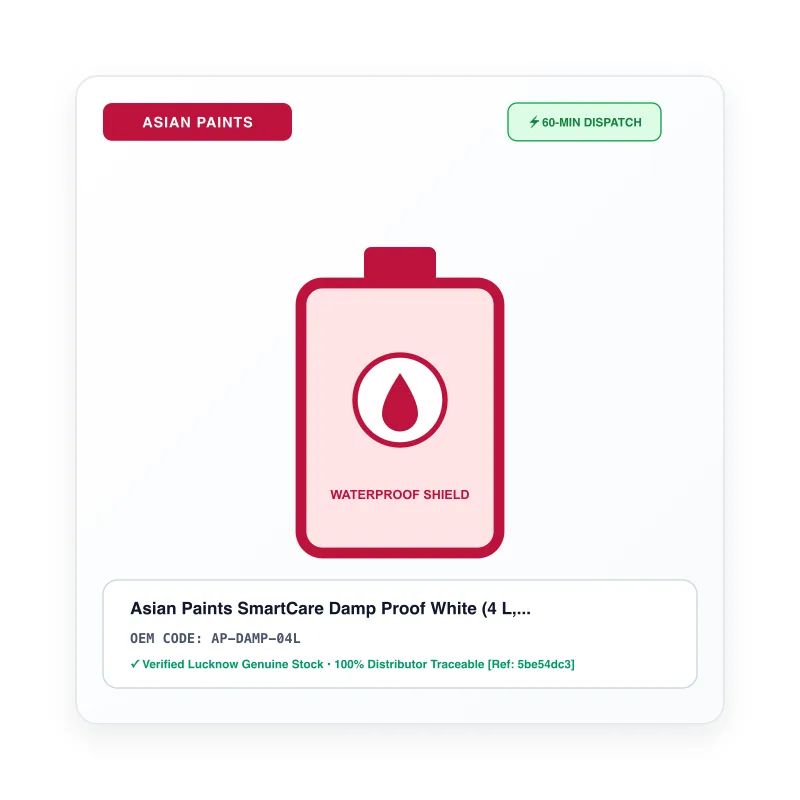 ASIAN PAINTS
⚡60-MIN DISPATCH
WATERPROOF SHIELD
Asian Paints SmartCare Damp Proof White (4 L,...
OEM CODE: AP-DAMP-04L
✓ Verified Lucknow Genuine Stock · 100% Distributor Traceable [Ref: 5be54dc3]